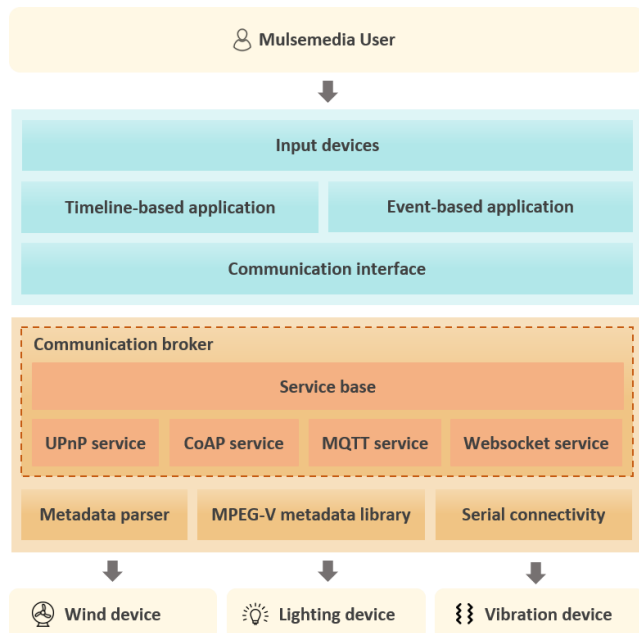 Mulsemedia User
Input devices
Timeline-based application
Event-based application
Communication interface
Communication broker
Service base
UPnP service
CoAP service
MQTT service
Websocket service
Metadata parser
MPEG-V metadata library
Serial connectivity
Wind device
Lighting device
Vibration device